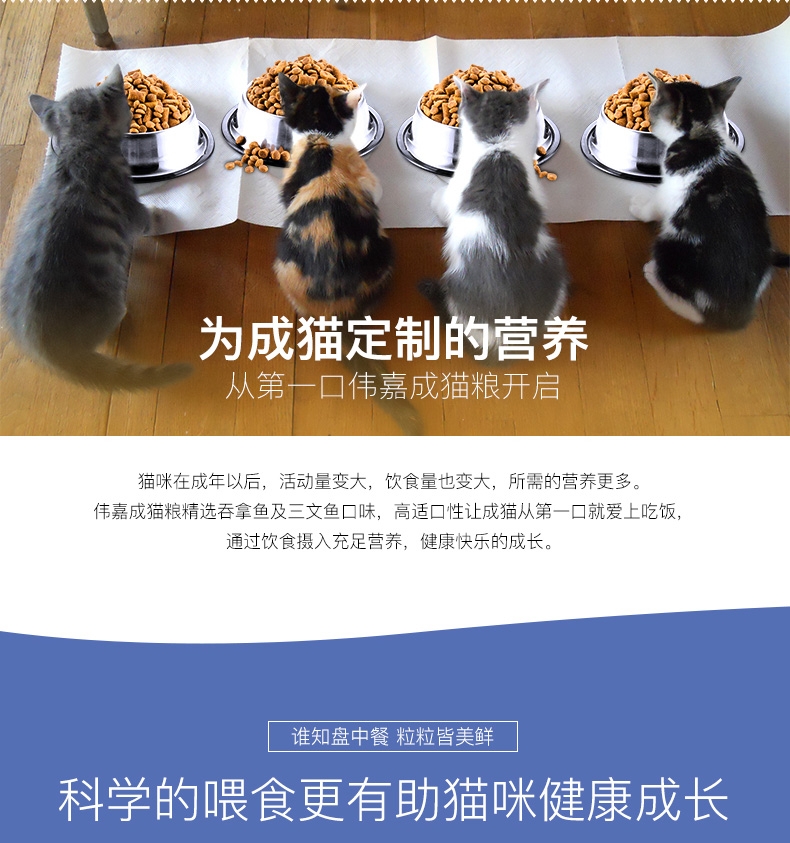 为成猫定制的营养
从第一口伟嘉成猫粮开启
猫咪在成年以后，活动量变大，饮食量也变大，所需的营养更多。
伟嘉成猫粮精选吞拿鱼及三文鱼口味，高适口性让成猫从第一口就爱上吃饭，
通过饮食摄入充足营养，健康快乐的成长。
谁知盘中餐 粒粒皆美鲜
科学的喂食更有助猫咪健康成长